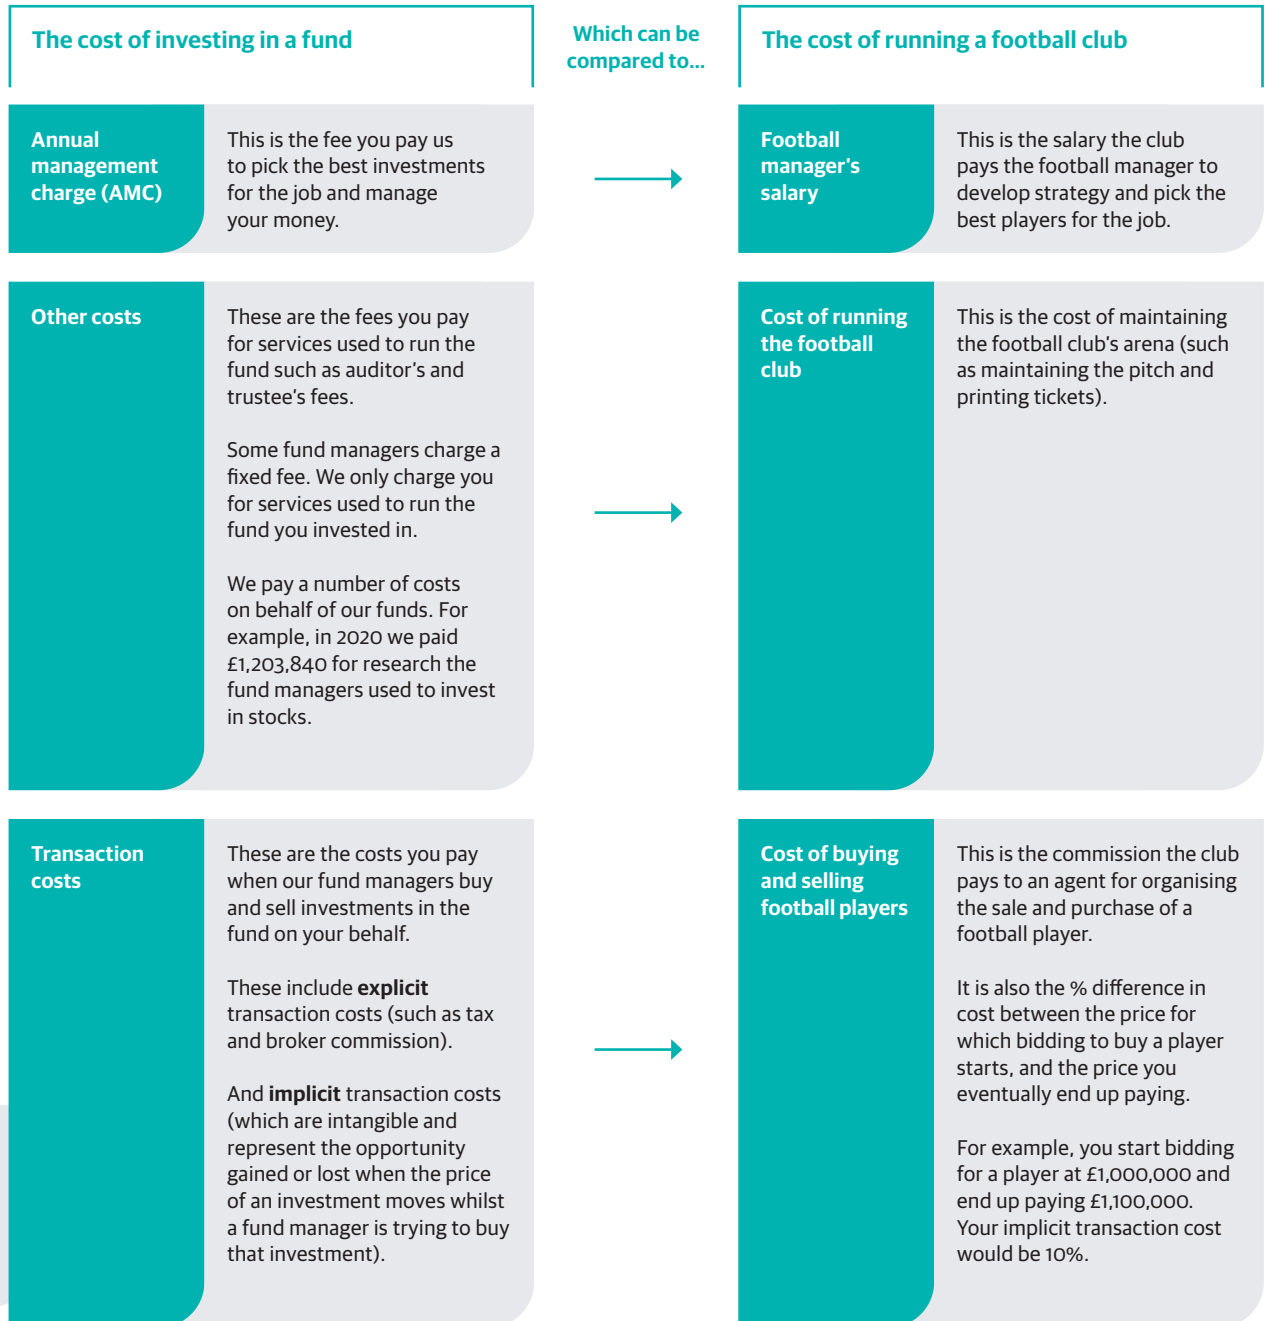 The cost of investing in a fund
Which can be
compared to...
The cost of running a football club
Annual
management
charge (AMC)
This is the fee you pay us
to pick the best investments
for the job and manage
your money.
Football
manager's
salary
This is the salary the club
pays the football manager to
develop strategy and pick the
best players for the job.
Other costs
These are the fees you pay
for services used to run the
fund such as auditor's and
trustee's fees.
Some fund managers charge a
fixed fee. We only charge you
for services used to run the
fund you invested in.
We pay a number of costs
on behalf of our funds. For
example, in 2020 we paid
£1,203,840 for research the
fund managers used to invest
in stocks.
Cost of running
the football
club
This is the cost of maintaining
the football club's arena (such
as maintaining the pitch and
printing tickets).
Transaction
costs
These are the costs you pay
when our fund managers buy
and sell investments in the
fund on your behalf.
These include explicit
transaction costs (such as tax
and broker commission).
And implicit transaction costs
(which are intangible and
represent the opportunity
gained or lost when the price
of an investment moves whilst
a fund manager is trying to buy
that investment).
Cost of buying
and selling
football players
This is the commission the club
pays to an agent for organising
the sale and purchase of a
football player.
It is also the % difference in
cost between the price for
which bidding to buy a player
starts, and the price you
eventually end up paying.
For example, you start bidding
for a player at £1,000,000 and
end up paying £1,100,000.
Your implicit transaction cost
would be 10%.